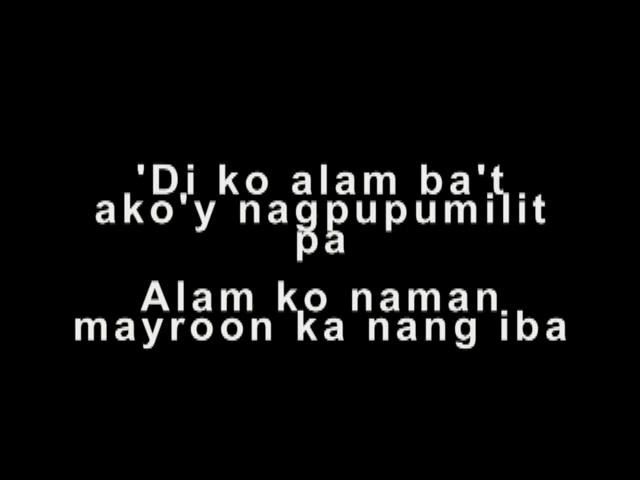 'Di ko alam ba't
ako'y nagpupumilit
pa
Alam ko naman
mayroon ka nang iba